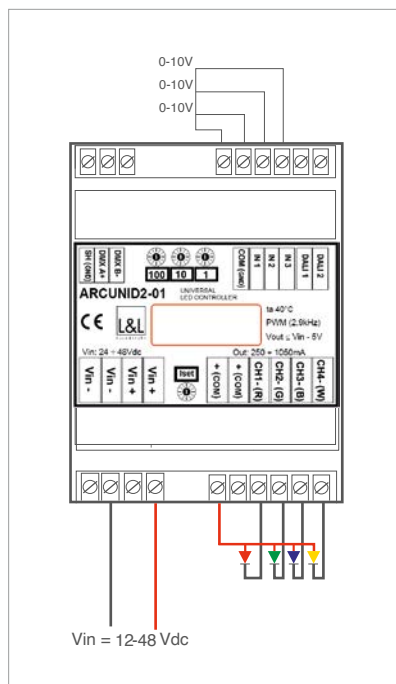 0-10V
0-10V
0-10V
SH (GND)
DMX A+
DMX B-
100
10
1
COM (GND)
IN 1
IN 2
IN 3
DALI 1
DALI 2
ARCUNID2-01
UNIVERSAL
LED CONTROLLER
CE
L&L
ta 40°C
PWM (2.9kHz)
Vout ≤ Vin - 5V
Vin: 24 ÷ 48Vdc
Out: 250 ÷ 1050mA
Vin -
Vin -
Vin +
Vin +
Iset
+ (COM)
+ (COM)
CH1- (R)
CH2- (G)
CH3- (B)
CH4- (W)
Vin = 12-48 Vdc